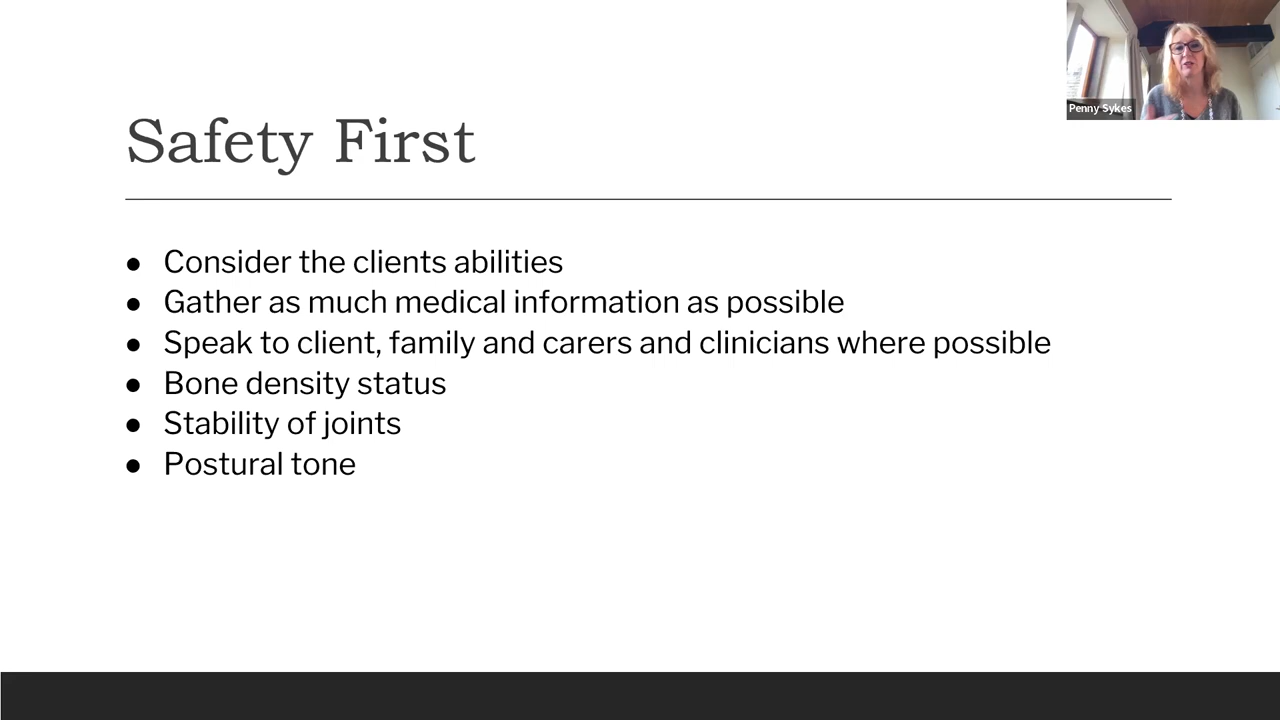 Penny Sykes
Safety First
● Consider the clients abilities
● Gather as much medical information as possible
● Speak to client, family and carers and clinicians where possible
● Bone density status
● Stability of joints
● Postural tone